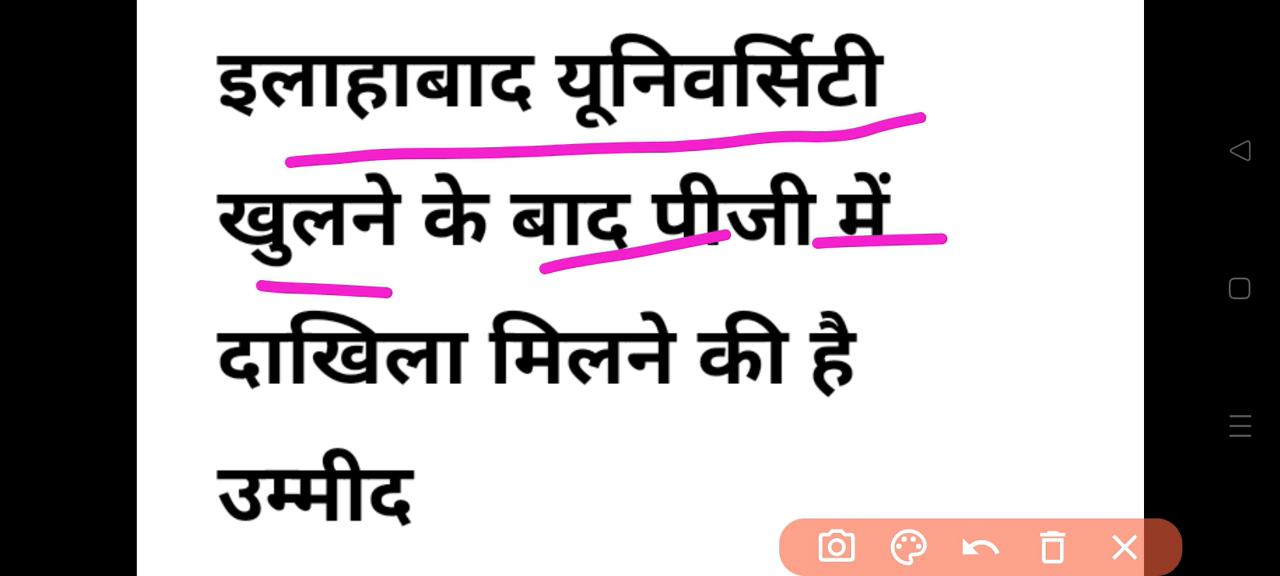 इलाहाबाद यूनिवर्सिटी
खुलने के बाद पीजी में
दाखिला मिलने की है
उम्मीद